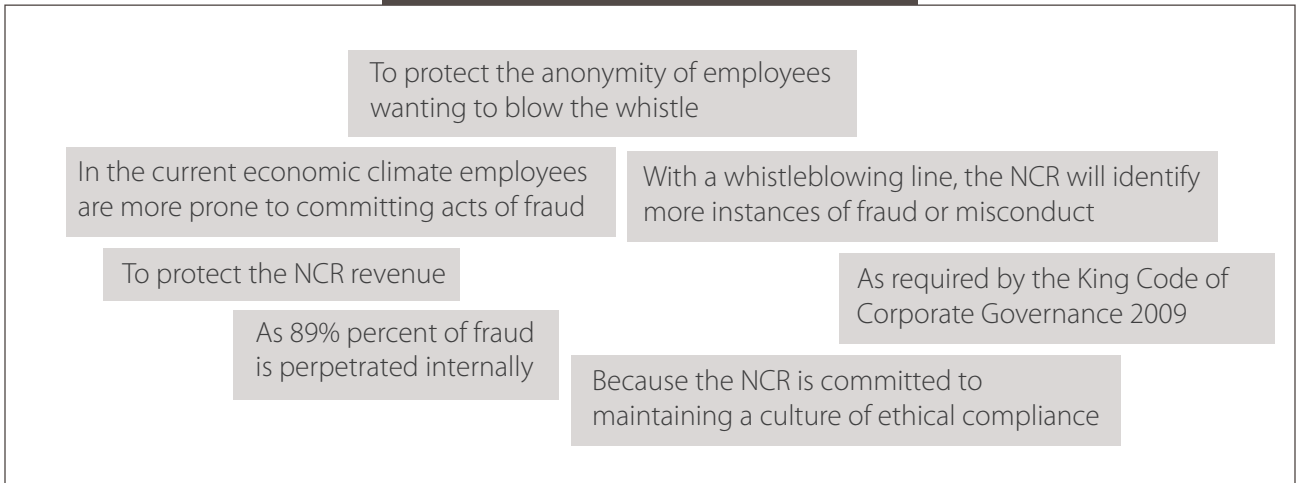 To protect the anonymity of employees
wanting to blow the whistle
In the current economic climate employees
are more prone to committing acts of fraud
With a whistleblowing line, the NCR will identify
more instances of fraud or misconduct
To protect the NCR revenue
As required by the King Code of
Corporate Governance 2009
As 89% percent of fraud
is perpetrated internally
Because the NCR is committed to
maintaining a culture of ethical compliance